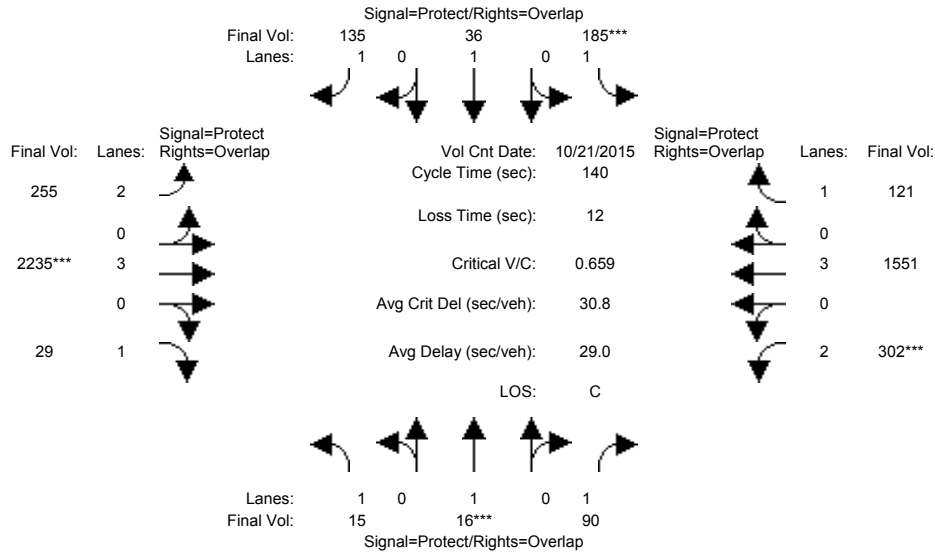 Signal=Protect/Rights=Overlap
Final Vol: 135 36 185***
Lanes: 1 0 1 0 1
Signal=Protect Signal=Protect
Final Vol: Lanes: Rights=Overlap Vol Cnt Date: 10/21/2015 Rights=Overlap Lanes: Final Vol:
Cycle Time (sec): 140
255 2 1 121
Loss Time (sec): 12
0 0
2235*** 3 Critical V/C: 0.659 3 1551
0 Avg Crit Del (sec/veh): 30.8 0
29 1 Avg Delay (sec/veh): 29.0 2 302***
LOS: C
Lanes: 1 0 1 0 1
Final Vol: 15 16*** 90
Signal=Protect/Rights=Overlap